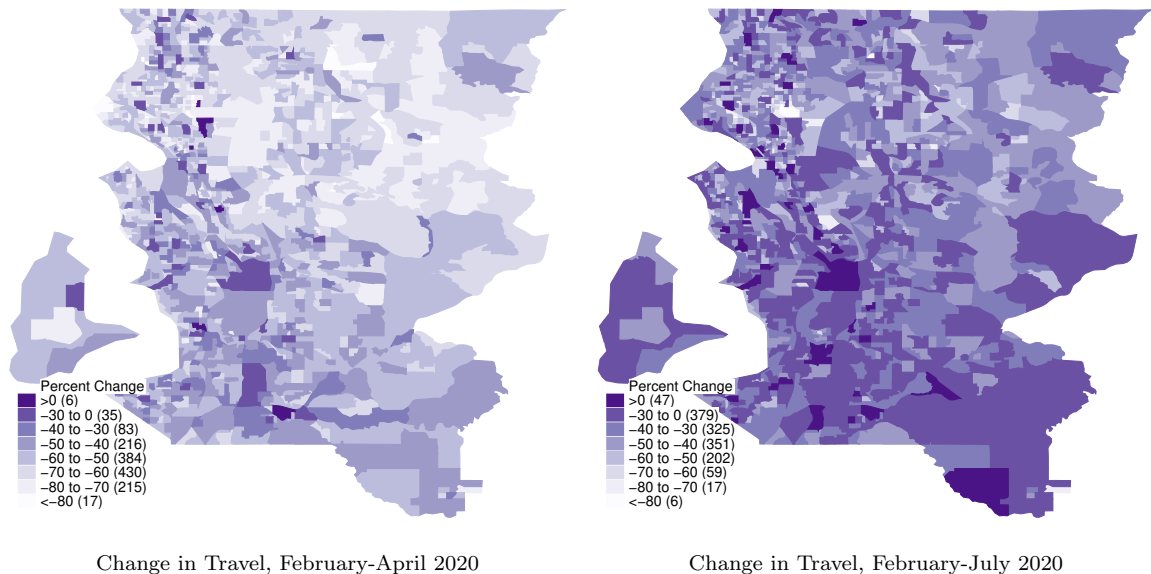 Percent Change
>0 (6)
−30 to 0 (35)
−40 to −30 (83)
−50 to −40 (216)
−60 to −50 (384)
−70 to −60 (430)
−80 to −70 (215)
<−80 (17)
Change in Travel, February-April 2020
Percent Change
>0 (47)
−30 to 0 (379)
−40 to −30 (325)
−50 to −40 (351)
−60 to −50 (202)
−70 to −60 (59)
−80 to −70 (17)
<−80 (6)
Change in Travel, February-July 2020